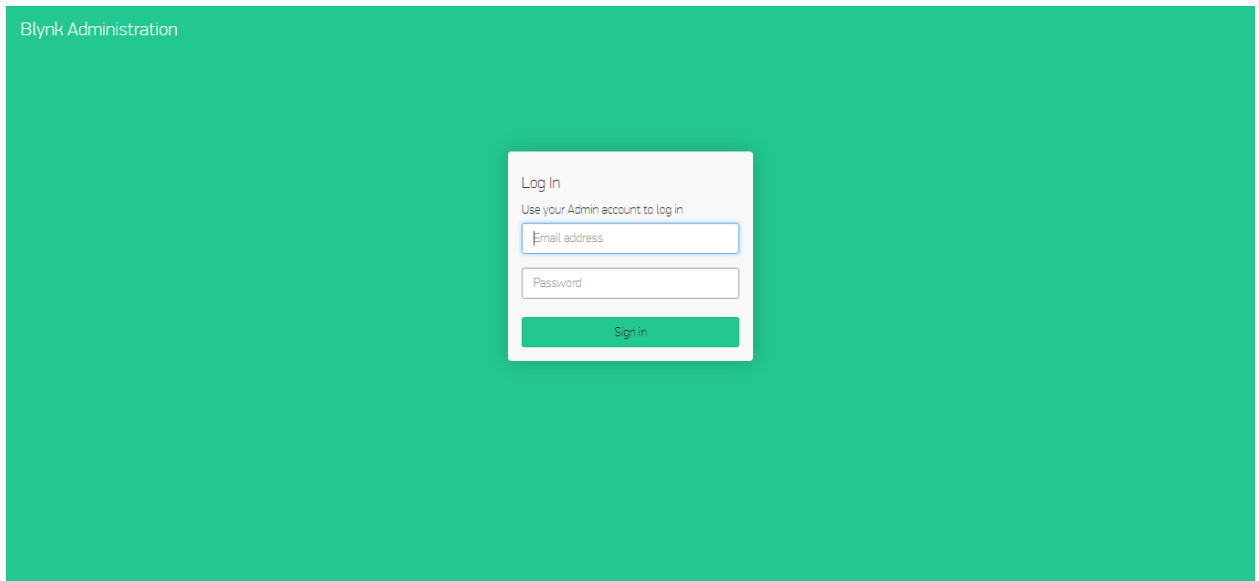 Blynk Administration
Log In
Use your Admin account to log in
Email address
Password
Sign in